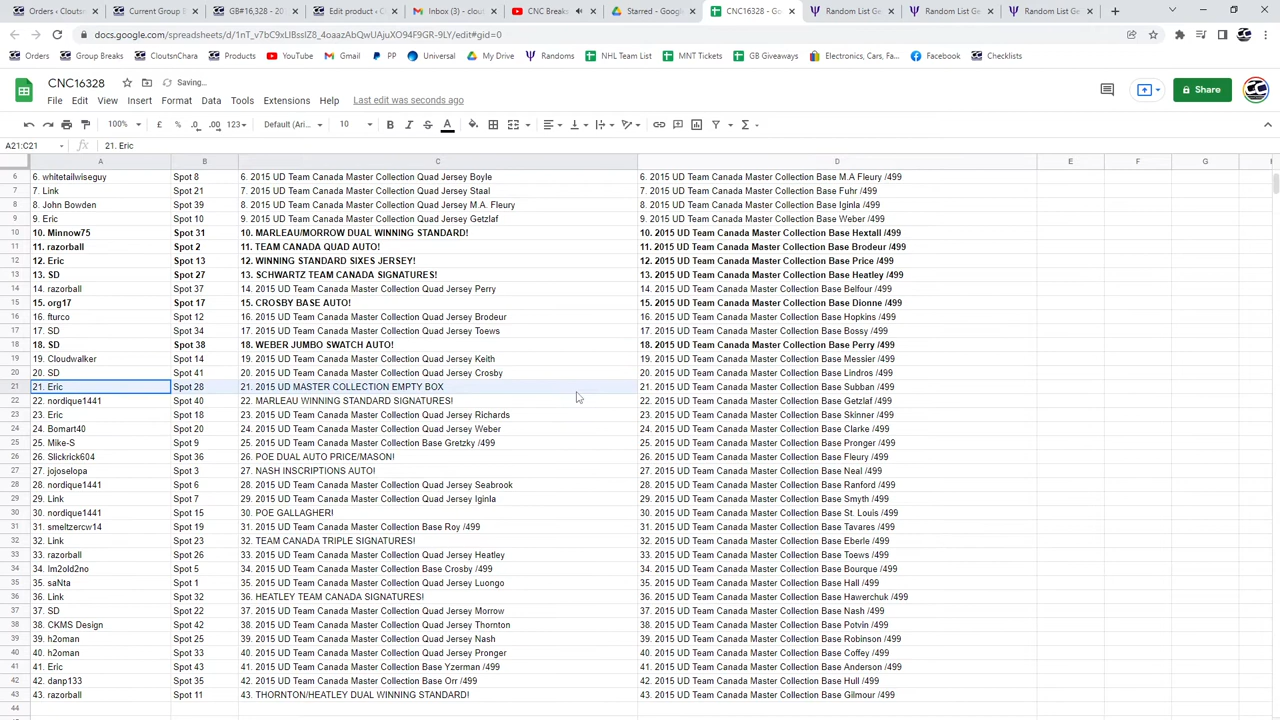 Orders ‹ Clouts
Current Group
GB#16,328 - 20
Edit product ‹ C
Inbox (3) - clout
CNC Breaks
Starred - Google
CNC16328 - Go
Random List Ge
Random List Ge
Random List Ge
docs.google.com/spreadsheets/d/1nT_v7bC9xLlBsslZ8_4oaazAbQwUAjuXO94F9GR-9LY/edit#gid=0
Orders Group Breaks CloutsnChara Products YouTube Gmail PP Universal My Drive Randoms NHL Team List MNT Tickets GB Giveaways Electronics, Cars, Fa... Facebook Checklists
CNC16328 Saving...
File Edit View Insert Format Data Tools Extensions Help Last edit was seconds ago
Share
100% £ % .0 .00 123 Default (Ari... 10 B I S A
A21:C21 fx 21. Eric
A B C D E F G
6 6. whitetailwiseguy Spot 8 6. 2015 UD Team Canada Master Collection Quad Jersey Boyle 6. 2015 UD Team Canada Master Collection Base M.A Fleury /499
7 7. Link Spot 21 7. 2015 UD Team Canada Master Collection Quad Jersey Staal 7. 2015 UD Team Canada Master Collection Base Fuhr /499
8 8. John Bowden Spot 39 8. 2015 UD Team Canada Master Collection Quad Jersey M.A. Fleury 8. 2015 UD Team Canada Master Collection Base Iginla /499
9 9. Eric Spot 10 9. 2015 UD Team Canada Master Collection Quad Jersey Getzlaf 9. 2015 UD Team Canada Master Collection Base Weber /499
10 10. Minnow75 Spot 31 10. MARLEAU/MORROW DUAL WINNING STANDARD! 10. 2015 UD Team Canada Master Collection Base Hextall /499
11 11. razorball Spot 2 11. TEAM CANADA QUAD AUTO! 11. 2015 UD Team Canada Master Collection Base Brodeur /499
12 12. Eric Spot 13 12. WINNING STANDARD SIXES JERSEY! 12. 2015 UD Team Canada Master Collection Base Price /499
13 13. SD Spot 27 13. SCHWARTZ TEAM CANADA SIGNATURES! 13. 2015 UD Team Canada Master Collection Base Heatley /499
14 14. razorball Spot 37 14. 2015 UD Team Canada Master Collection Quad Jersey Perry 14. 2015 UD Team Canada Master Collection Base Belfour /499
15 15. org17 Spot 17 15. CROSBY BASE AUTO! 15. 2015 UD Team Canada Master Collection Base Dionne /499
16 16. fturco Spot 12 16. 2015 UD Team Canada Master Collection Quad Jersey Brodeur 16. 2015 UD Team Canada Master Collection Base Hopkins /499
17 17. SD Spot 34 17. 2015 UD Team Canada Master Collection Quad Jersey Toews 17. 2015 UD Team Canada Master Collection Base Bossy /499
18 18. SD Spot 38 18. WEBER JUMBO SWATCH AUTO! 18. 2015 UD Team Canada Master Collection Base Perry /499
19 19. Cloudwalker Spot 14 19. 2015 UD Team Canada Master Collection Quad Jersey Keith 19. 2015 UD Team Canada Master Collection Base Messier /499
20 20. SD Spot 41 20. 2015 UD Team Canada Master Collection Quad Jersey Crosby 20. 2015 UD Team Canada Master Collection Base Lindros /499
21 21. Eric Spot 28 21. 2015 UD MASTER COLLECTION EMPTY BOX 21. 2015 UD Team Canada Master Collection Base Subban /499
22 22. nordique1441 Spot 40 22. MARLEAU WINNING STANDARD SIGNATURES! 22. 2015 UD Team Canada Master Collection Base Getzlaf /499
23 23. Eric Spot 18 23. 2015 UD Team Canada Master Collection Quad Jersey Richards 23. 2015 UD Team Canada Master Collection Base Skinner /499
24 24. Bomart40 Spot 20 24. 2015 UD Team Canada Master Collection Quad Jersey Weber 24. 2015 UD Team Canada Master Collection Base Clarke /499
25 25. Mike-S Spot 9 25. 2015 UD Team Canada Master Collection Base Gretzky /499 25. 2015 UD Team Canada Master Collection Base Pronger /499
26 26. Slickrick604 Spot 36 26. POE DUAL AUTO PRICE/MASON! 26. 2015 UD Team Canada Master Collection Base Fleury /499
27 27. jojoselopa Spot 3 27. NASH INSCRIPTIONS AUTO! 27. 2015 UD Team Canada Master Collection Base Neal /499
28 28. nordique1441 Spot 6 28. 2015 UD Team Canada Master Collection Quad Jersey Seabrook 28. 2015 UD Team Canada Master Collection Base Ranford /499
29 29. Link Spot 7 29. 2015 UD Team Canada Master Collection Quad Jersey Iginla 29. 2015 UD Team Canada Master Collection Base Smyth /499
30 30. nordique1441 Spot 15 30. POE GALLAGHER! 30. 2015 UD Team Canada Master Collection Base St. Louis /499
31 31. smeltzercw14 Spot 19 31. 2015 UD Team Canada Master Collection Base Roy /499 31. 2015 UD Team Canada Master Collection Base Tavares /499
32 32. Link Spot 23 32. TEAM CANADA TRIPLE SIGNATURES! 32. 2015 UD Team Canada Master Collection Base Eberle /499
33 33. razorball Spot 26 33. 2015 UD Team Canada Master Collection Quad Jersey Heatley 33. 2015 UD Team Canada Master Collection Base Toews /499
34 34. Im2old2no Spot 5 34. 2015 UD Team Canada Master Collection Base Crosby /499 34. 2015 UD Team Canada Master Collection Base Bourque /499
35 35. saNta Spot 1 35. 2015 UD Team Canada Master Collection Quad Jersey Luongo 35. 2015 UD Team Canada Master Collection Base Hall /499
36 36. Link Spot 32 36. HEATLEY TEAM CANADA SIGNATURES! 36. 2015 UD Team Canada Master Collection Base Hawerchuk /499
37 37. SD Spot 22 37. 2015 UD Team Canada Master Collection Quad Jersey Morrow 37. 2015 UD Team Canada Master Collection Base Nash /499
38 38. CKMS Design Spot 42 38. 2015 UD Team Canada Master Collection Quad Jersey Thornton 38. 2015 UD Team Canada Master Collection Base Potvin /499
39 39. h2oman Spot 25 39. 2015 UD Team Canada Master Collection Quad Jersey Nash 39. 2015 UD Team Canada Master Collection Base Robinson /499
40 40. h2oman Spot 33 40. 2015 UD Team Canada Master Collection Quad Jersey Pronger 40. 2015 UD Team Canada Master Collection Base Coffey /499
41 41. Eric Spot 43 41. 2015 UD Team Canada Master Collection Base Yzerman /499 41. 2015 UD Team Canada Master Collection Base Anderson /499
42 42. danp133 Spot 35 42. 2015 UD Team Canada Master Collection Base Orr /499 42. 2015 UD Team Canada Master Collection Base Hull /499
43 43. razorball Spot 11 43. THORNTON/HEATLEY DUAL WINNING STANDARD! 43. 2015 UD Team Canada Master Collection Base Gilmour /499
44